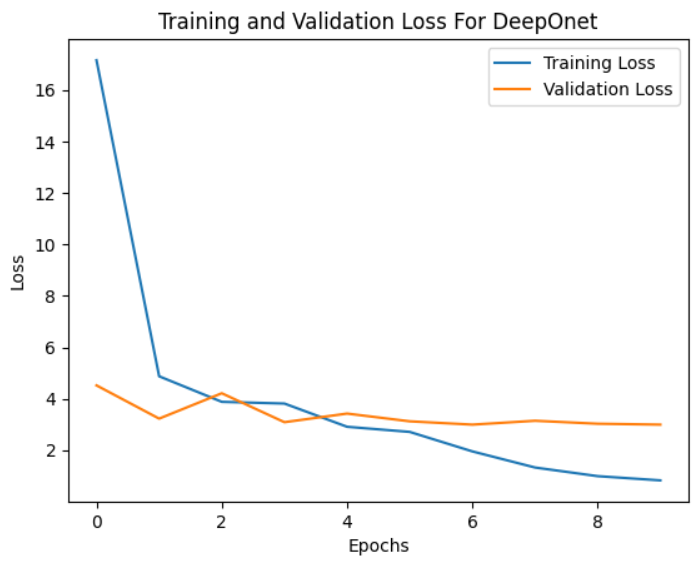 Training and Validation Loss For DeepOnet
Training Loss
Validation Loss
16
14
12
10
8
6
4
2
Loss
0 2 4 6 8
Epochs